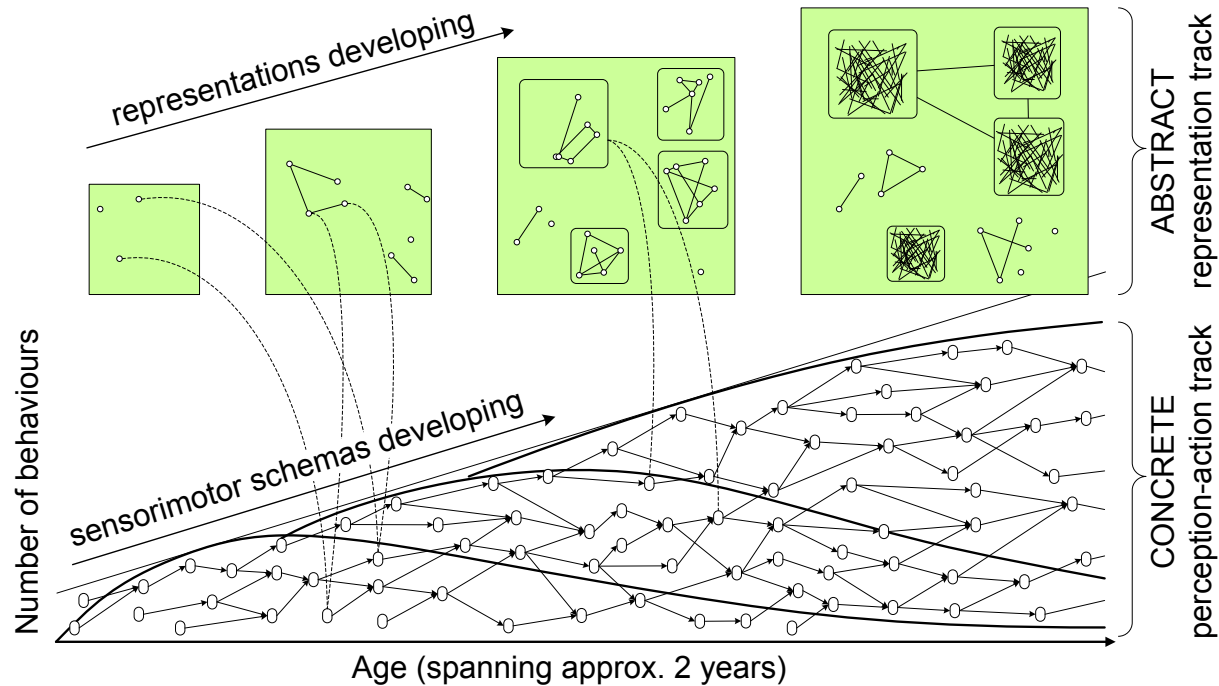 representations developing
ABSTRACT
representation track
sensorimotor schemas developing
Number of behaviours
CONCRETE
perception-action track
Age (spanning approx. 2 years)